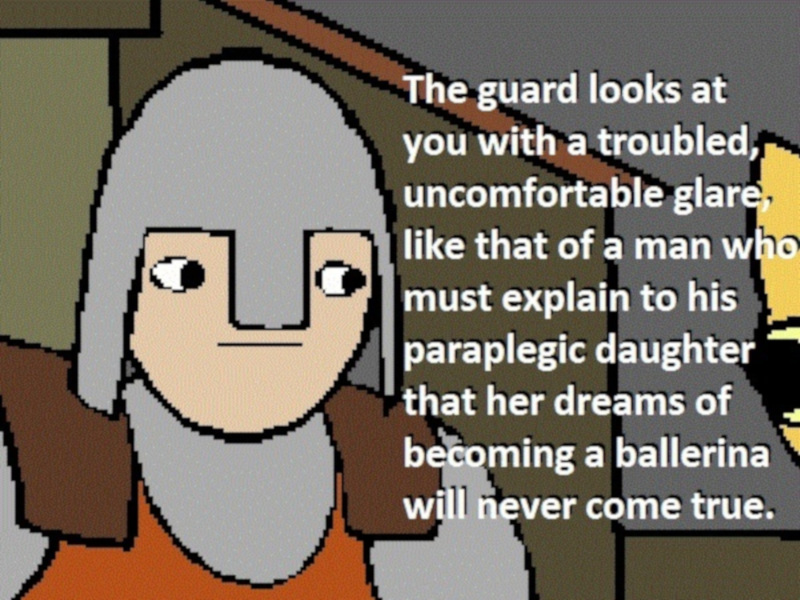 The guard looks at
you with a troubled,
uncomfortable glare,
like that of a man who
must explain to his
paraplegic daughter
that her dreams of
becoming a ballerina
will never come true.